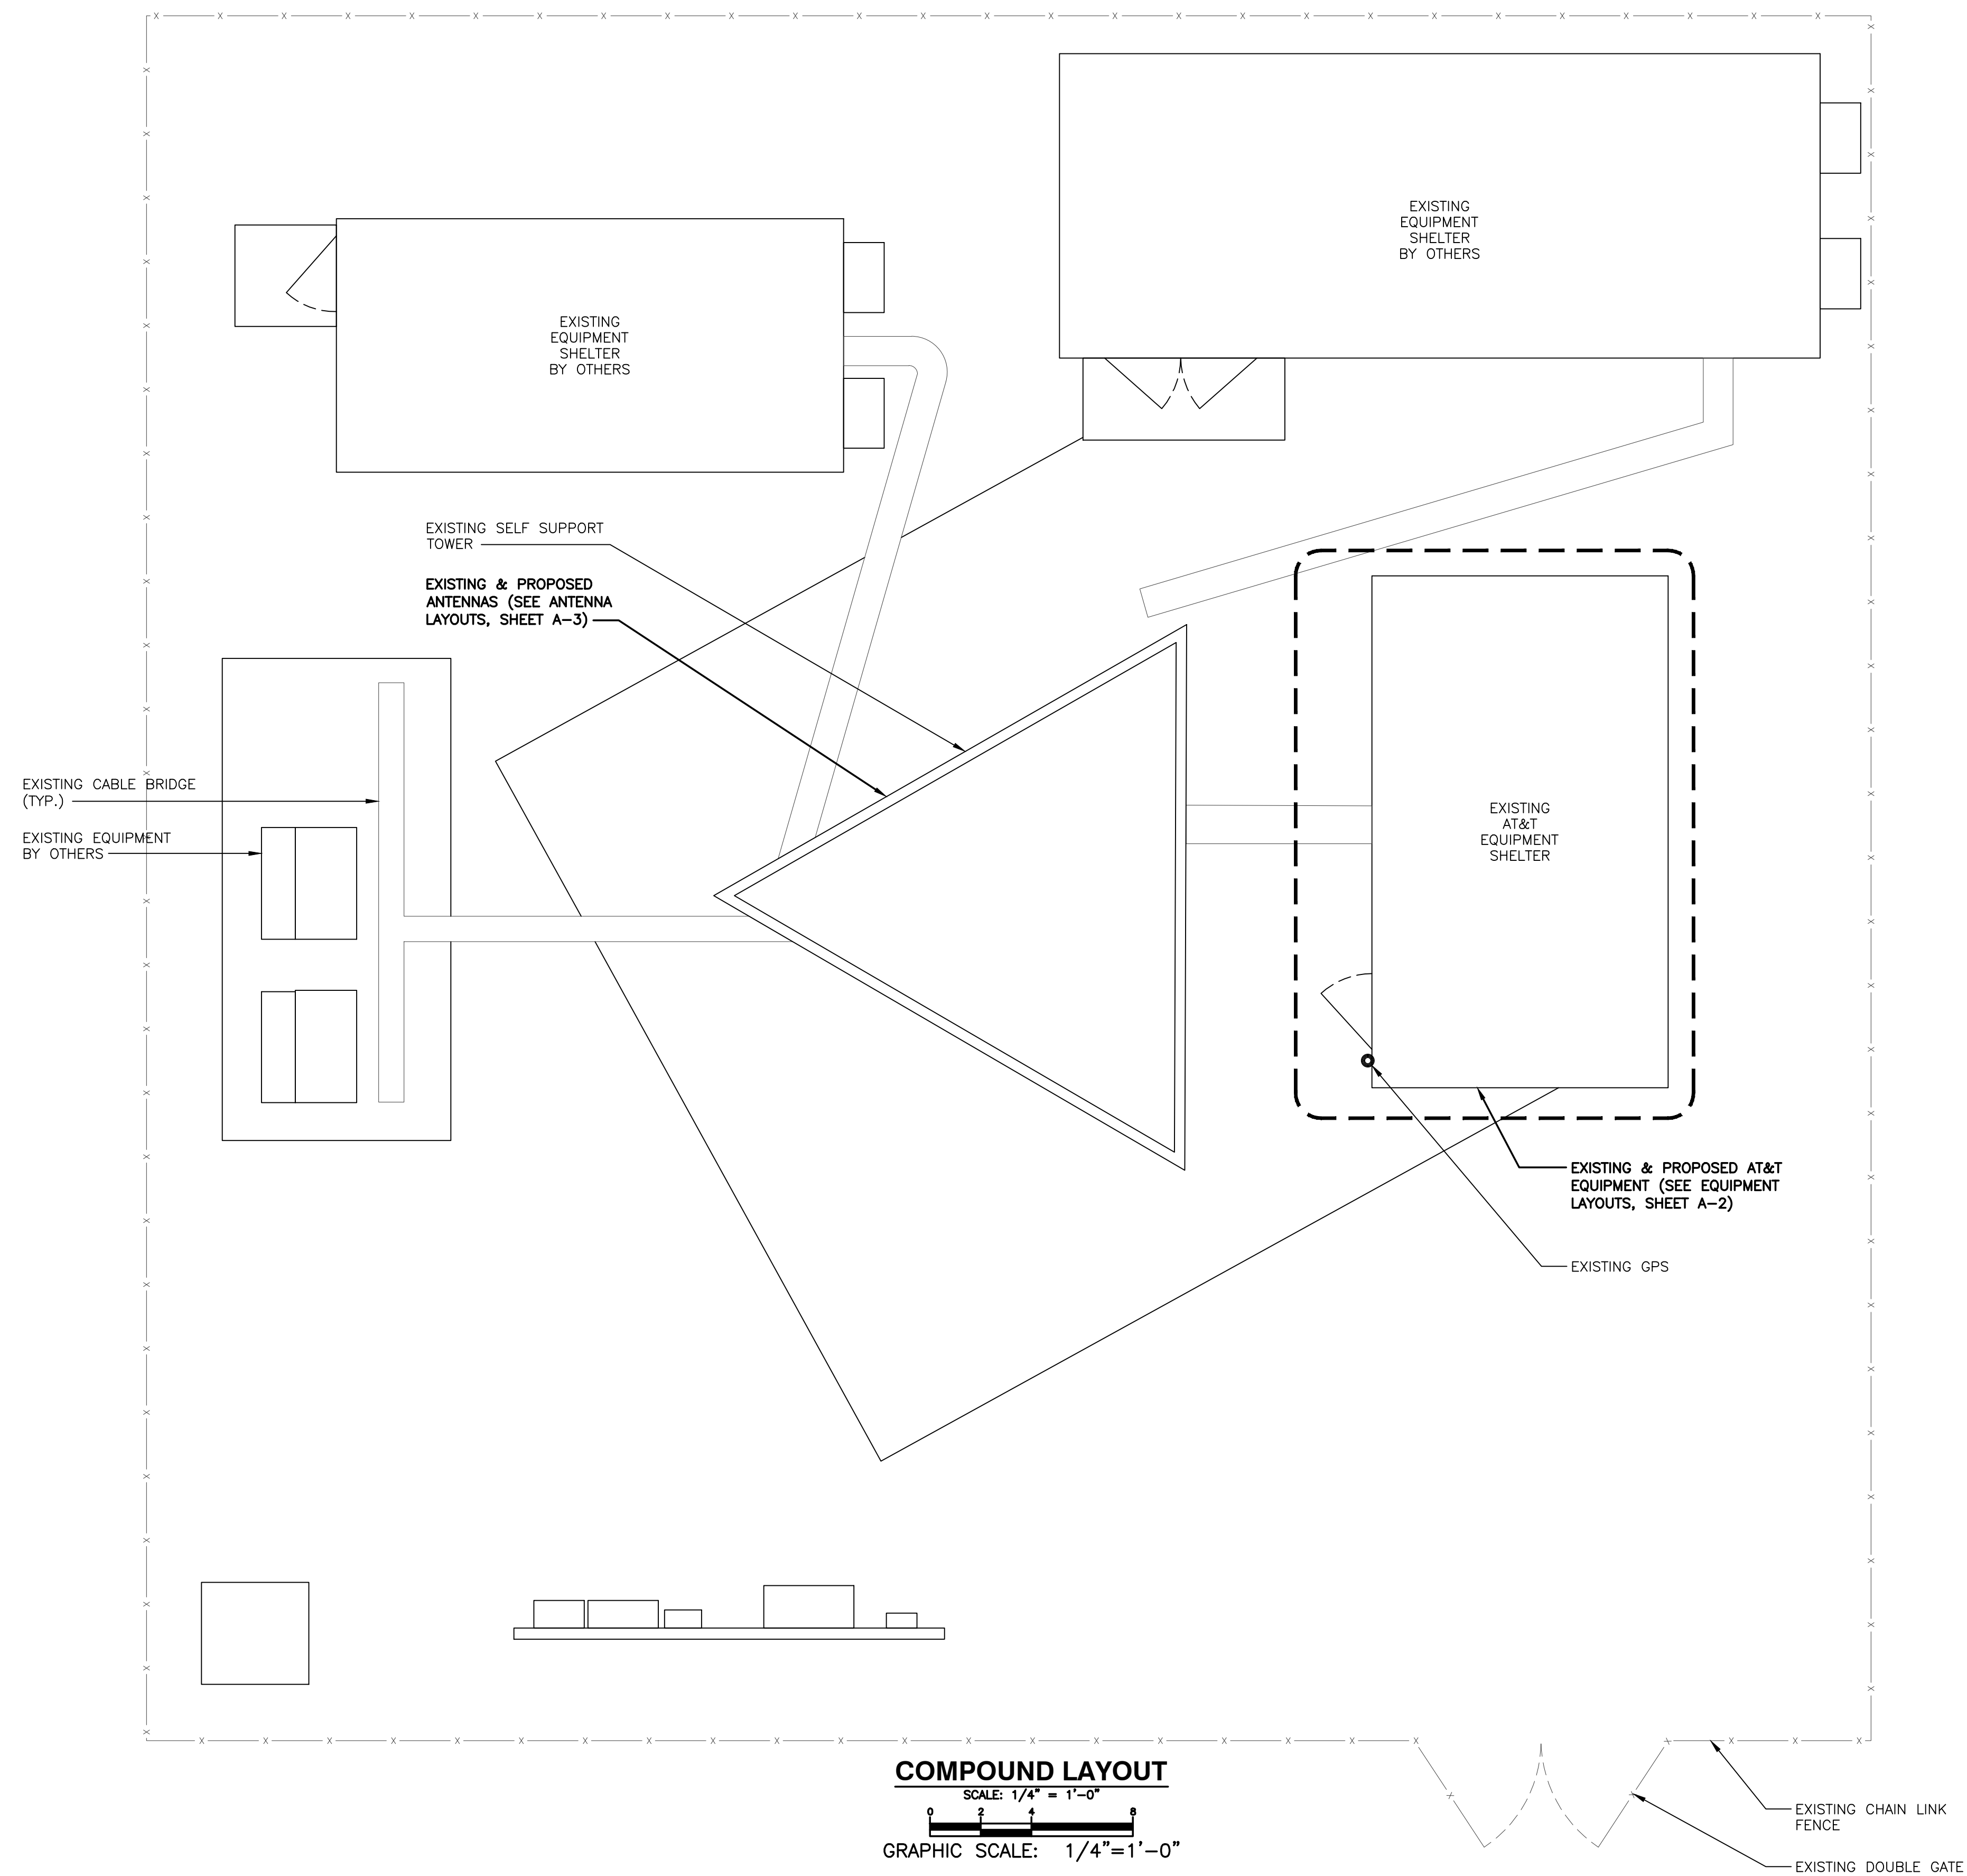 EXISTING
EQUIPMENT
SHELTER
BY OTHERS
EXISTING
EQUIPMENT
SHELTER
BY OTHERS
EXISTING SELF SUPPORT
TOWER
EXISTING & PROPOSED
ANTENNAS (SEE ANTENNA
LAYOUTS, SHEET A-3)
EXISTING CABLE BRIDGE
(TYP.)
EXISTING EQUIPMENT
BY OTHERS
EXISTING
AT&T
EQUIPMENT
SHELTER
EXISTING & PROPOSED AT&T
EQUIPMENT (SEE EQUIPMENT
LAYOUTS, SHEET A-2)
EXISTING GPS
COMPOUND LAYOUT
SCALE: 1/4" = 1'-0"
0 2 4 8
GRAPHIC SCALE: 1/4"=1'-0"
EXISTING CHAIN LINK
FENCE
EXISTING DOUBLE GATE